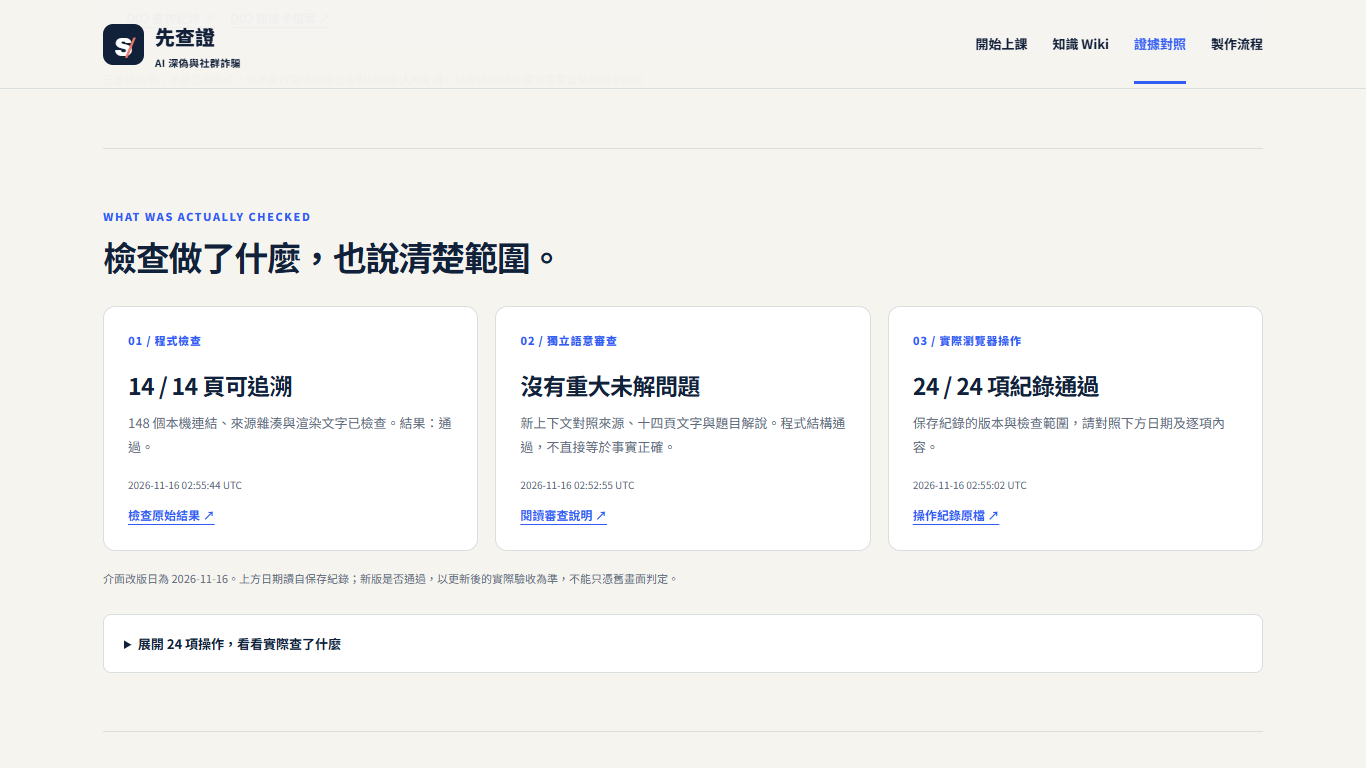 先查證
AI 深偽與社群詐騙
開始上課
知識 Wiki
證據對照
製作流程
WHAT WAS ACTUALLY CHECKED
檢查做了什麼，也說清楚範圍。
01 / 程式檢查
14 / 14 頁可追溯
148 個本機連結、來源雜湊與渲染文字已檢查。結果：通
過。
2026-11-16 02:55:44 UTC
檢查原始結果 ↗
02 / 獨立語意審查
沒有重大未解問題
新上下文對照來源、十四頁文字與題目解說。程式結構通
過，不直接等於事實正確。
2026-11-16 02:52:55 UTC
閱讀審查說明 ↗
03 / 實際瀏覽器操作
24 / 24 項紀錄通過
保存紀錄的版本與檢查範圍，請對照下方日期及逐項內
容。
2026-11-16 02:55:02 UTC
操作紀錄原檔 ↗
介面改版日為 2026-11-16。上方日期讀自保存紀錄；新版是否通過，以更新後的實際驗收為準，不能只憑舊畫面判定。
▶ 展開 24 項操作，看看實際查了什麼